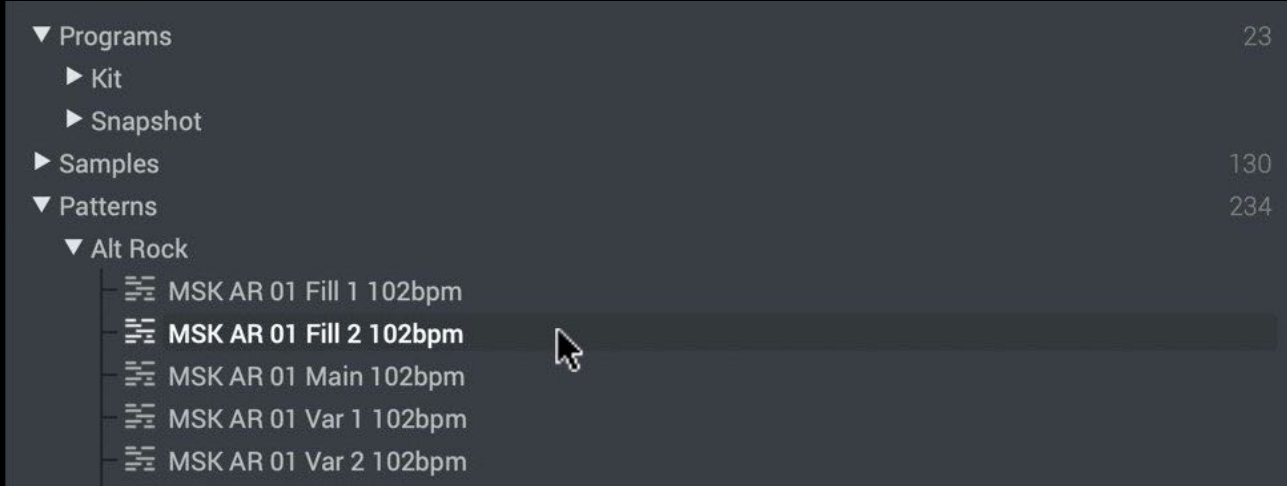 Programs 23
Kit
Snapshot
Samples 130
Patterns 234
Alt Rock
MSK AR 01 Fill 1 102bpm
MSK AR 01 Fill 2 102bpm
MSK AR 01 Main 102bpm
MSK AR 01 Var 1 102bpm
MSK AR 01 Var 2 102bpm